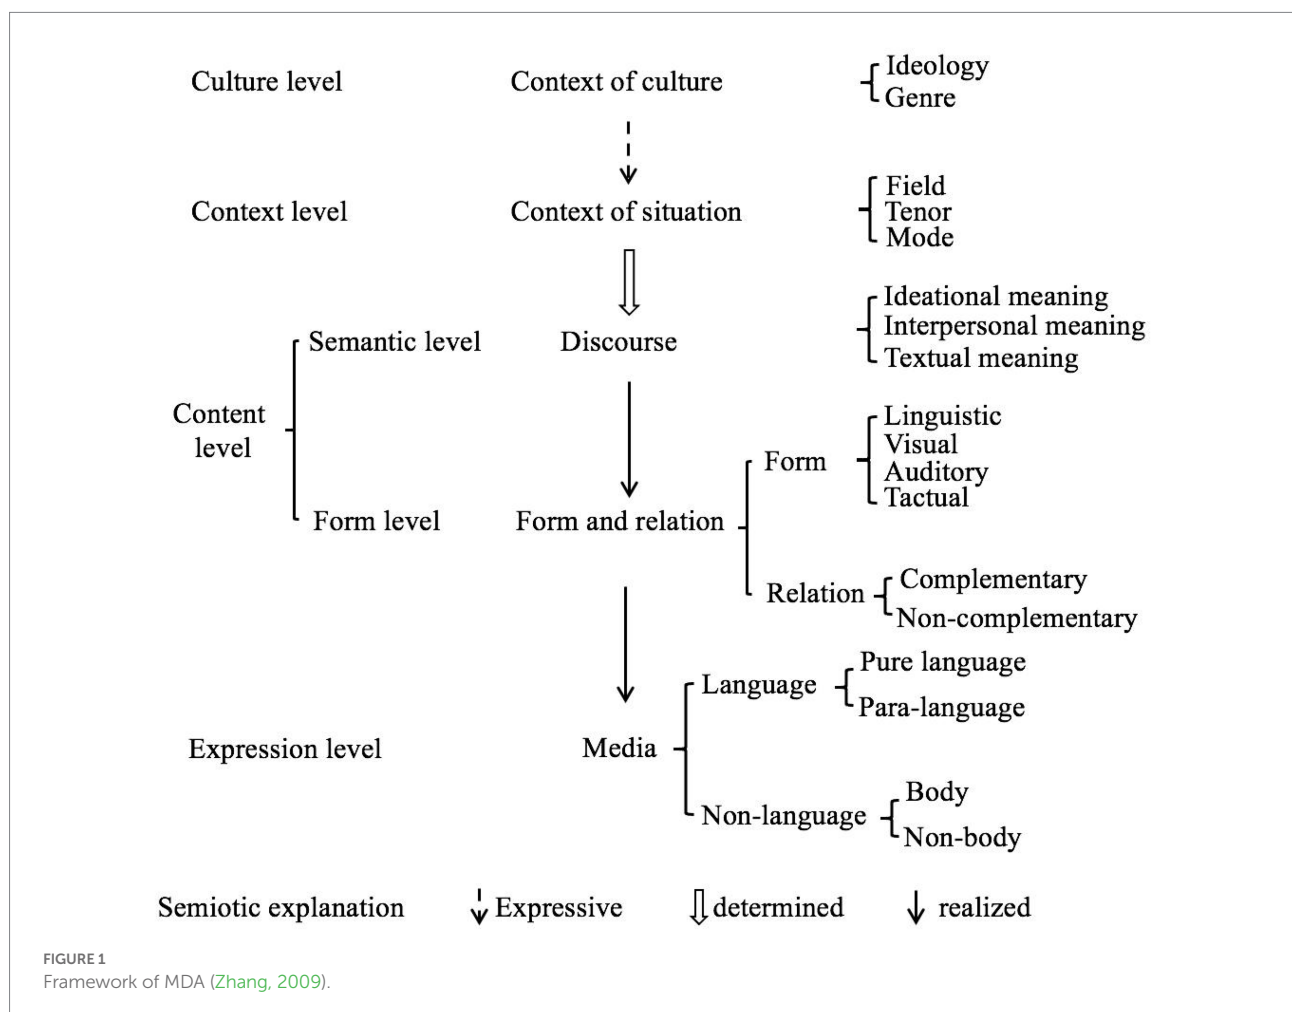 Culture level
Context of culture
Ideology
Genre
Context level
Context of situation
Field
Tenor
Mode
Semantic level
Discourse
Ideational meaning
Interpersonal meaning
Textual meaning
Content
level
Form level
Form and relation
Form
Linguistic
Visual
Auditory
Tactual
Relation
Complementary
Non-complementary
Expression level
Media
Language
Pure language
Para-language
Non-language
Body
Non-body
Semiotic explanation
Expressive
determined
realized
FIGURE 1
Framework of MDA (Zhang, 2009).